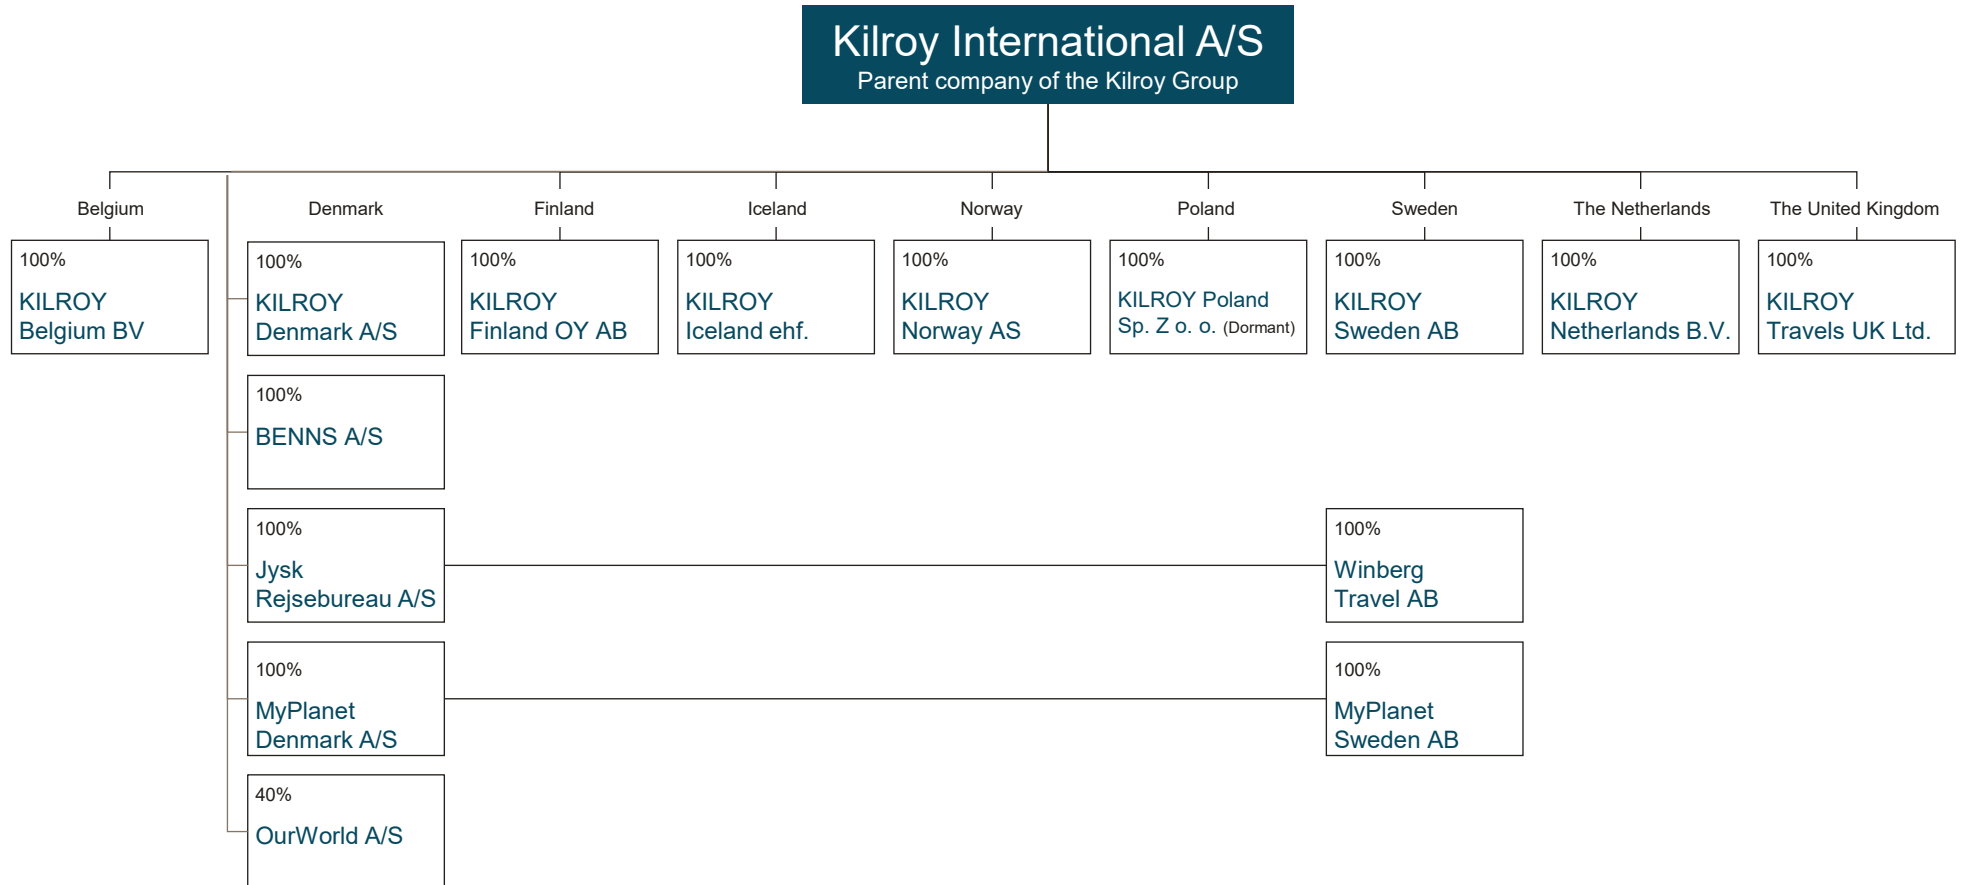 Kilroy International A/S
Parent company of the Kilroy Group
Belgium
Denmark
Finland
Iceland
Norway
Poland
Sweden
The Netherlands
The United Kingdom
100%
KILROY
Belgium BV
100%
KILROY
Denmark A/S
100%
KILROY
Finland OY AB
100%
KILROY
Iceland ehf.
100%
KILROY
Norway AS
100%
KILROY Poland
Sp. Z o. o. (Dormant)
100%
KILROY
Sweden AB
100%
KILROY
Netherlands B.V.
100%
KILROY
Travels UK Ltd.
100%
BENNS A/S
100%
Jysk
Rejsebureau A/S
100%
Winberg
Travel AB
100%
MyPlanet
Denmark A/S
100%
MyPlanet
Sweden AB
40%
OurWorld A/S